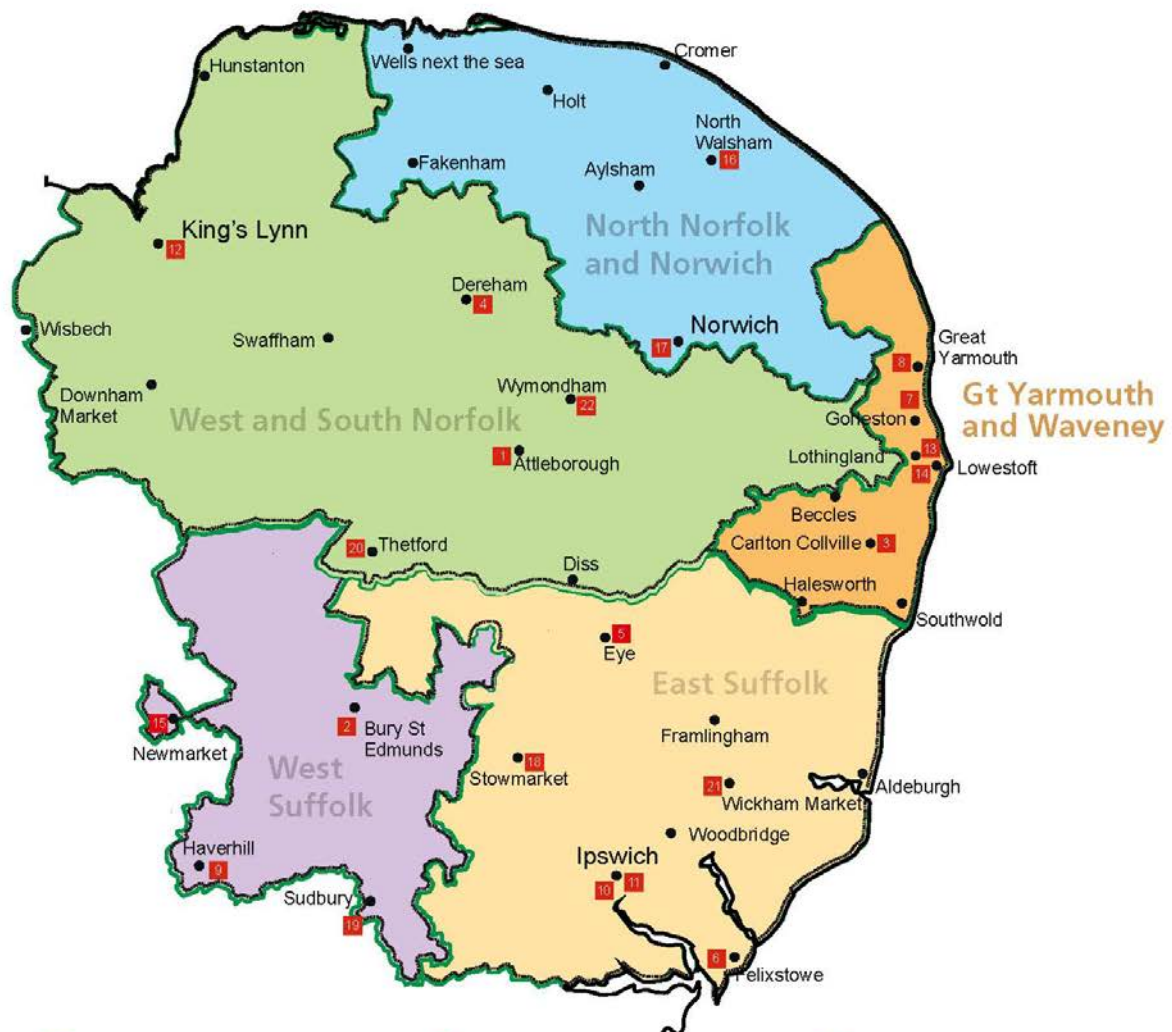 Hunstanton
Wells next the sea
Cromer
Holt
North
Walsham
16
Fakenham
Aylsham
King's Lynn
12
North Norfolk
and Norwich
Dereham
4
Wisbech
Swaffham
Norwich
17
Great
Yarmouth
8
Downham
Market
Wymondham
22
West and South Norfolk
7
Gorleston
Gt Yarmouth
and Waveney
1
Attleborough
Lothingland
13
14
Lowestoft
Beccles
20
Thetford
Carlton Collville
3
Diss
Halesworth
Southwold
5
Eye
East Suffolk
15
Newmarket
2
Bury St
Edmunds
Framlingham
West
Suffolk
18
Stowmarket
21
Wickham Market
Aldeburgh
Woodbridge
Haverhill
9
Ipswich
10
11
Sudbury
19
6
Felixstowe